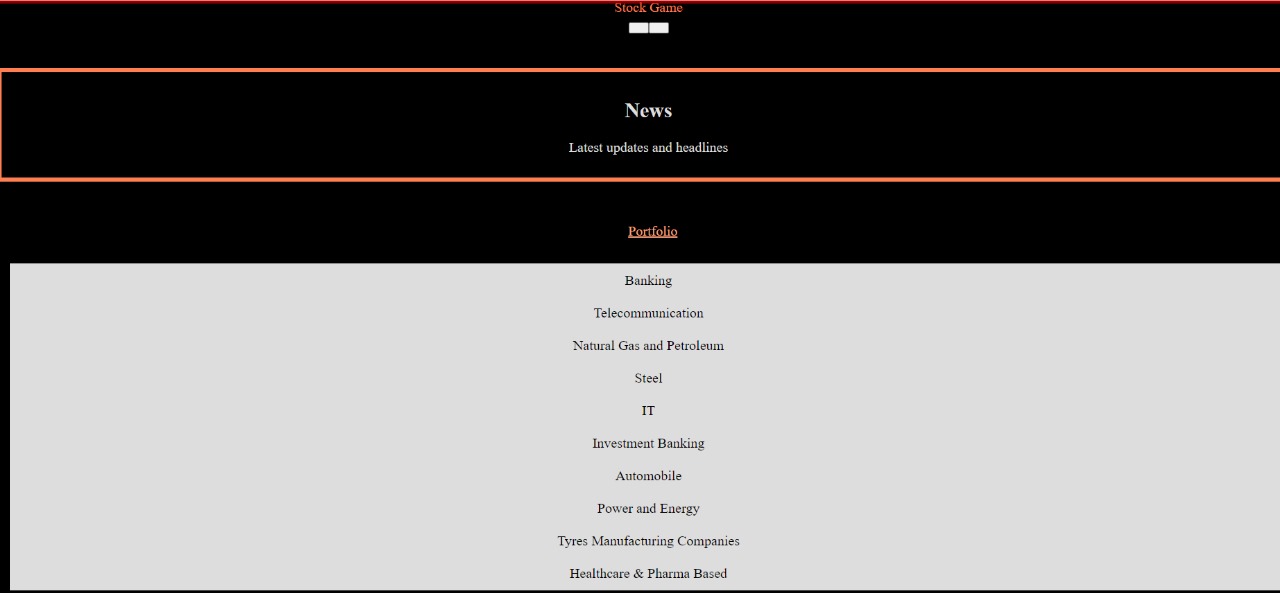 Stock Game
News
Latest updates and headlines
Portfolio
Banking
Telecommunication
Natural Gas and Petroleum
Steel
IT
Investment Banking
Automobile
Power and Energy
Tyres Manufacturing Companies
Healthcare & Pharma Based